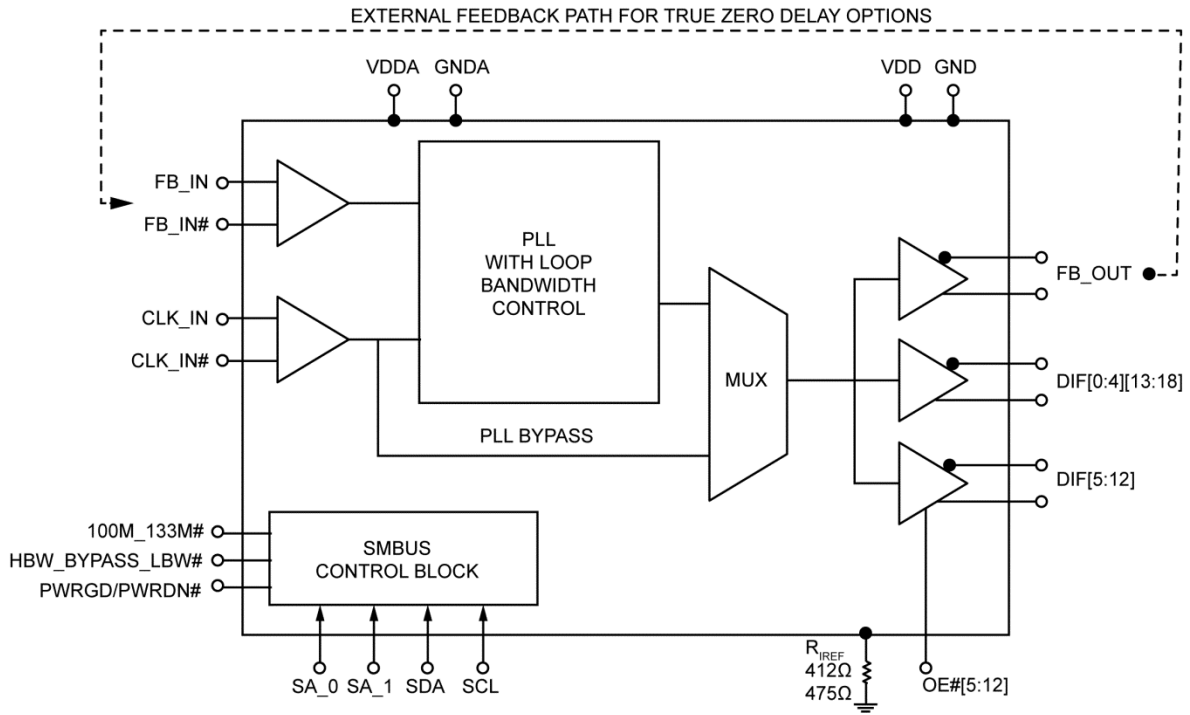 EXTERNAL FEEDBACK PATH FOR TRUE ZERO DELAY OPTIONS
VDDA
GNDA
VDD
GND
FB_IN
FB_IN#
CLK_IN
CLK_IN#
PLL
WITH LOOP
BANDWIDTH
CONTROL
PLL BYPASS
MUX
FB_OUT
DIF[0:4][13:18]
DIF[5:12]
100M_133M#
HBW_BYPASS_LBW#
PWRGD/PWRDN#
SMBUS
CONTROL BLOCK
SA_0
SA_1
SDA
SCL
RIREF
412Ω
475Ω
OE#[5:12]